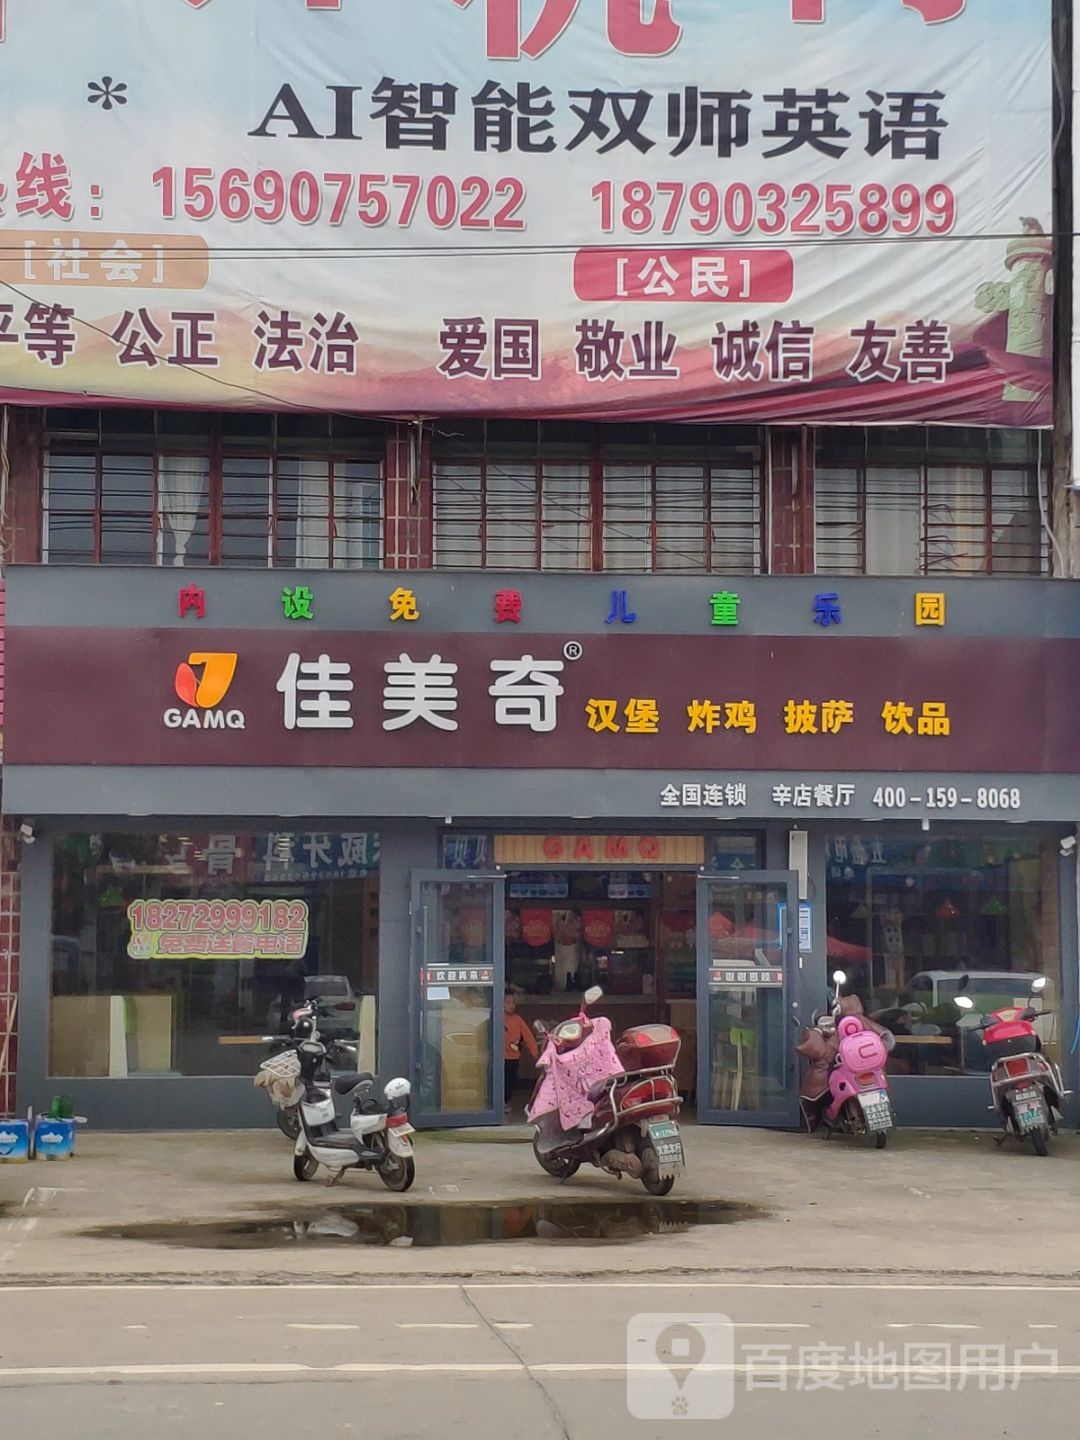 * AI智能双师英语
线: 15690757022 18790325899
[社会] [公民]
平等 公正 法治 爱国 敬业 诚信 友善
内设免费儿童乐园
GAMQ 佳美奇® 汉堡 炸鸡 披萨 饮品
全国连锁 辛店餐厅 400-159-8068
GAMQ
18272999182
免费送餐电话
欢迎再来
谢谢惠顾
百度地图用户